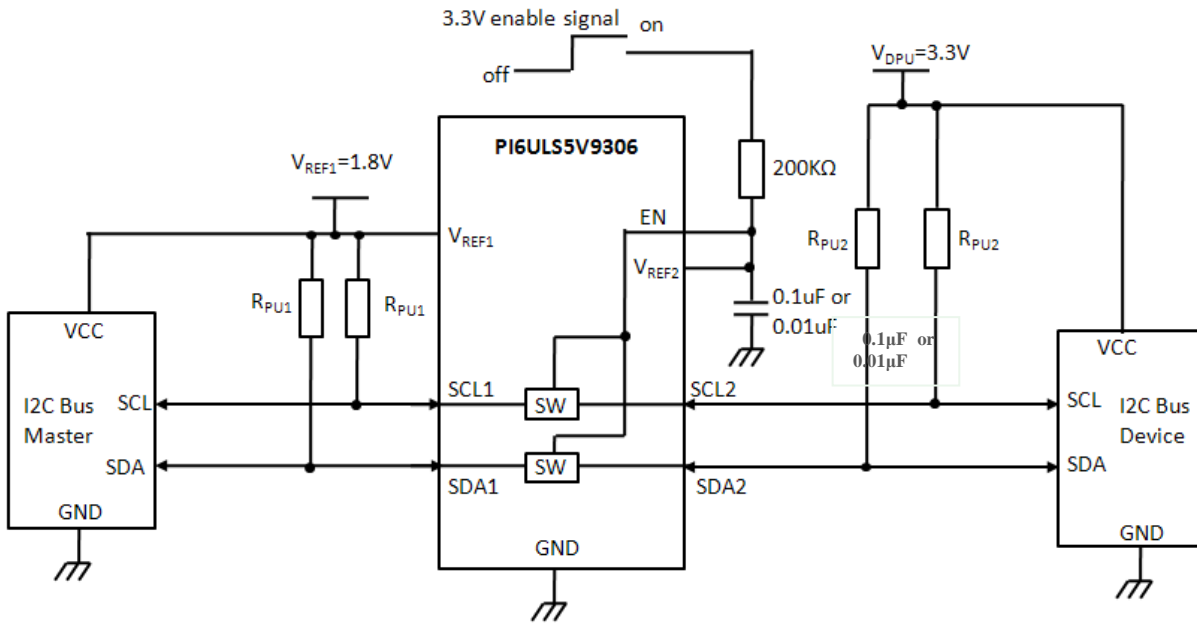 3.3V enable signal
on
off
V_DPU=3.3V
PI6ULS5V9306
V_REF1=1.8V
200KΩ
EN
V_REF1
V_REF2
R_PU2
R_PU2
R_PU1
R_PU1
0.1uF or
0.01uF
0.1µF or
0.01µF
VCC
VCC
SCL
SCL1
SW
SCL2
SCL
I2C Bus
Master
I2C Bus
Device
SDA
SDA1
SW
SDA2
SDA
GND
GND
GND